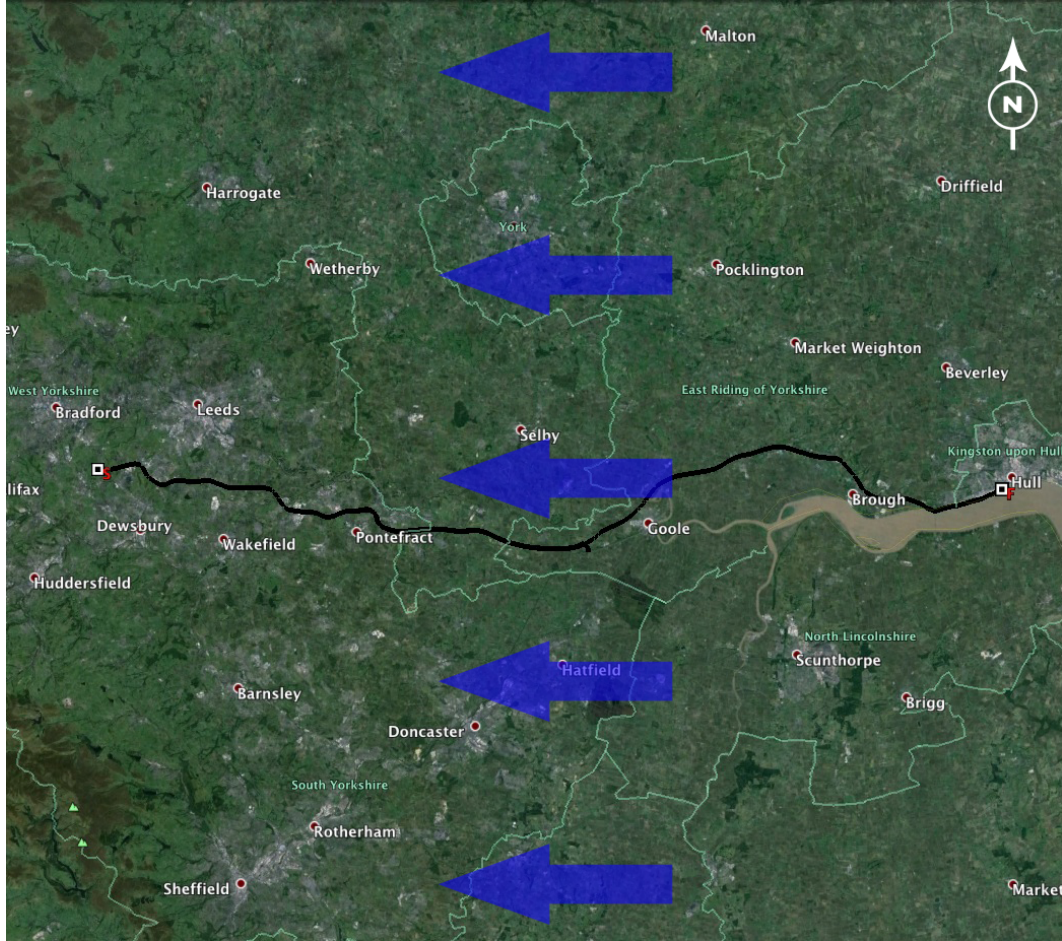 Malton
N
Harrogate
Driffield
York
Wetherby
Pocklington
ey
Market Weighton
Beverley
West Yorkshire
East Riding of Yorkshire
Bradford
Leeds
Selby
Kingston upon Hull
S
Hull
F
lifax
Brough
Dewsbury
Goole
Wakefield
Pontefract
Huddersfield
North Lincolnshire
Hatfield
Scunthorpe
Barnsley
Brigg
Doncaster
South Yorkshire
Rotherham
Sheffield
Market